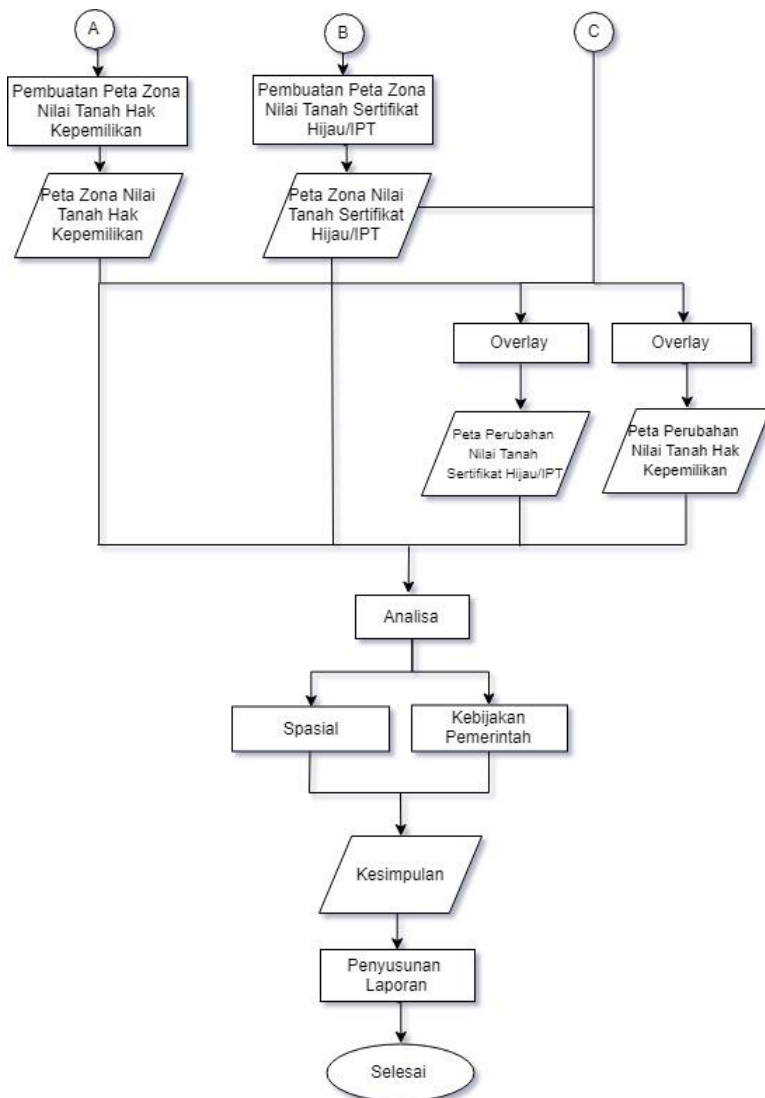 A
B
C
Pembuatan Peta Zona
Nilai Tanah Hak
Kepemilikan
Pembuatan Peta Zona
Nilai Tanah Sertifikat
Hijau/IPT
Peta Zona Nilai
Tanah Hak
Kepemilikan
Peta Zona Nilai
Tanah Sertifikat
Hijau/IPT
Overlay
Overlay
Peta Perubahan
Nilai Tanah
Sertifikat Hijau/IPT
Peta Perubahan
Nilai Tanah Hak
Kepemilikan
Analisa
Spasial
Kebijakan
Pemerintah
Kesimpulan
Penyusunan
Laporan
Selesai